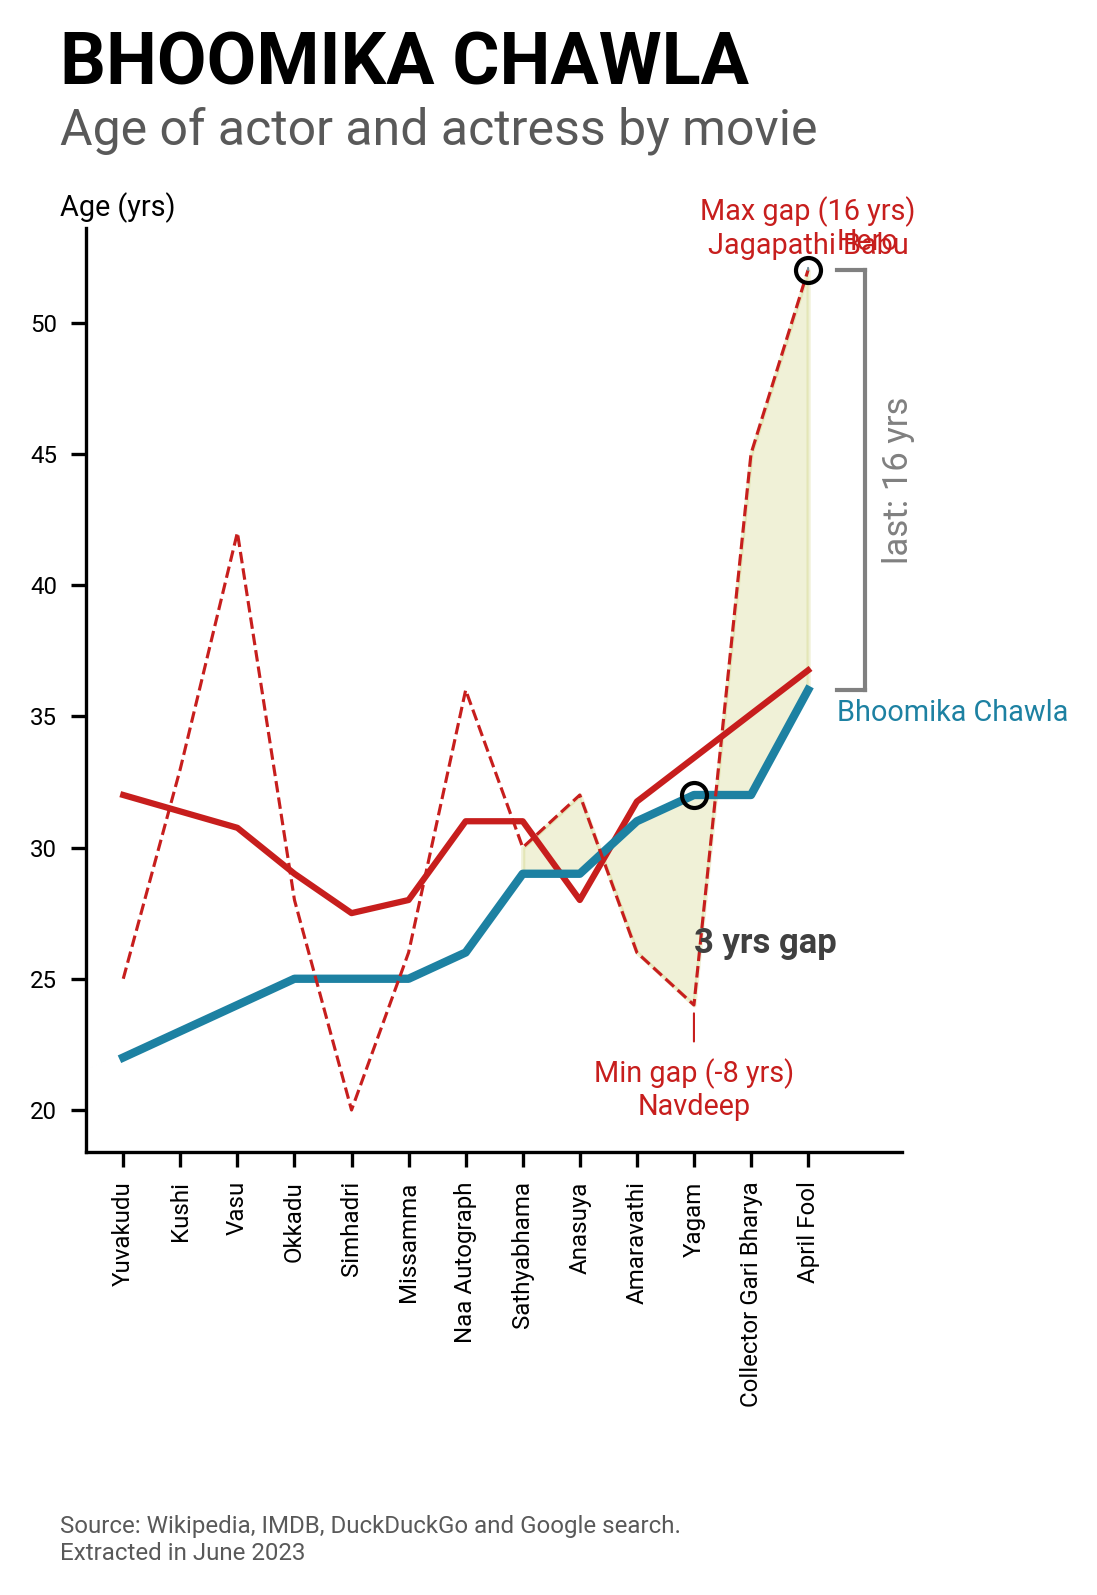 BHOOMIKA CHAWLA
Age of actor and actress by movie
Age (yrs)
Max gap (16 yrs)
Jagapathi Babu
Hero
50
45
40
35
30
25
20
last: 16 yrs
Bhoomika Chawla
3 yrs gap
Min gap (-8 yrs)
Navdeep
Yuvakudu
Kushi
Vasu
Okkadu
Simhadri
Missamma
Naa Autograph
Sathyabhama
Anasuya
Amaravathi
Yagam
Collector Gari Bharya
April Fool
Source: Wikipedia, IMDB, DuckDuckGo and Google search.
Extracted in June 2023